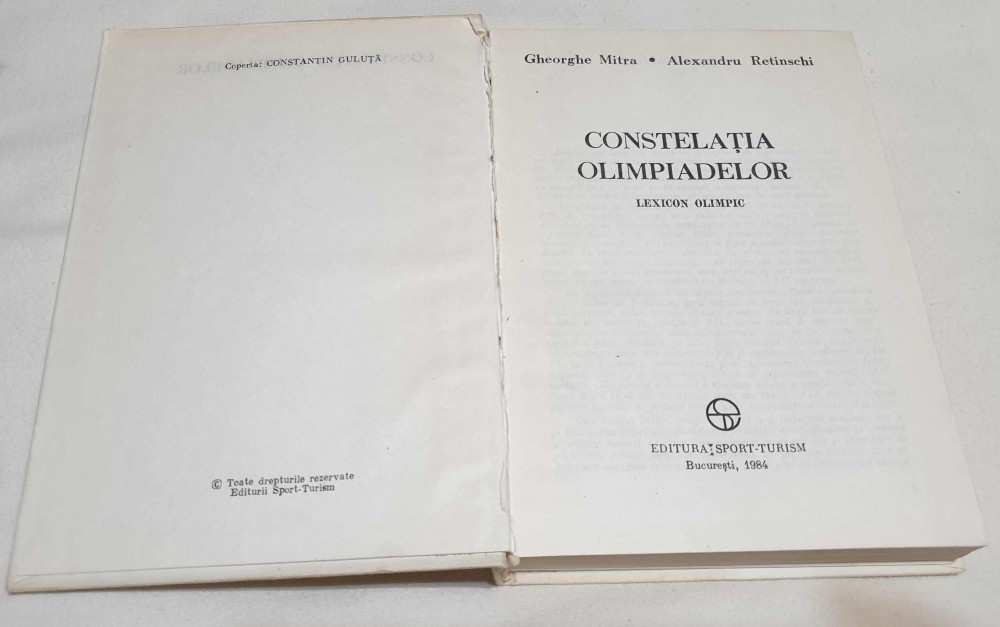 Coperta: CONSTANTIN GULUȚĂ
© Toate drepturile rezervate
Editurii Sport-Turism
Gheorghe Mitra • Alexandru Retinschi
CONSTELAȚIA
OLIMPIADELOR
LEXICON OLIMPIC
EDITURA SPORT-TURISM
București, 1984